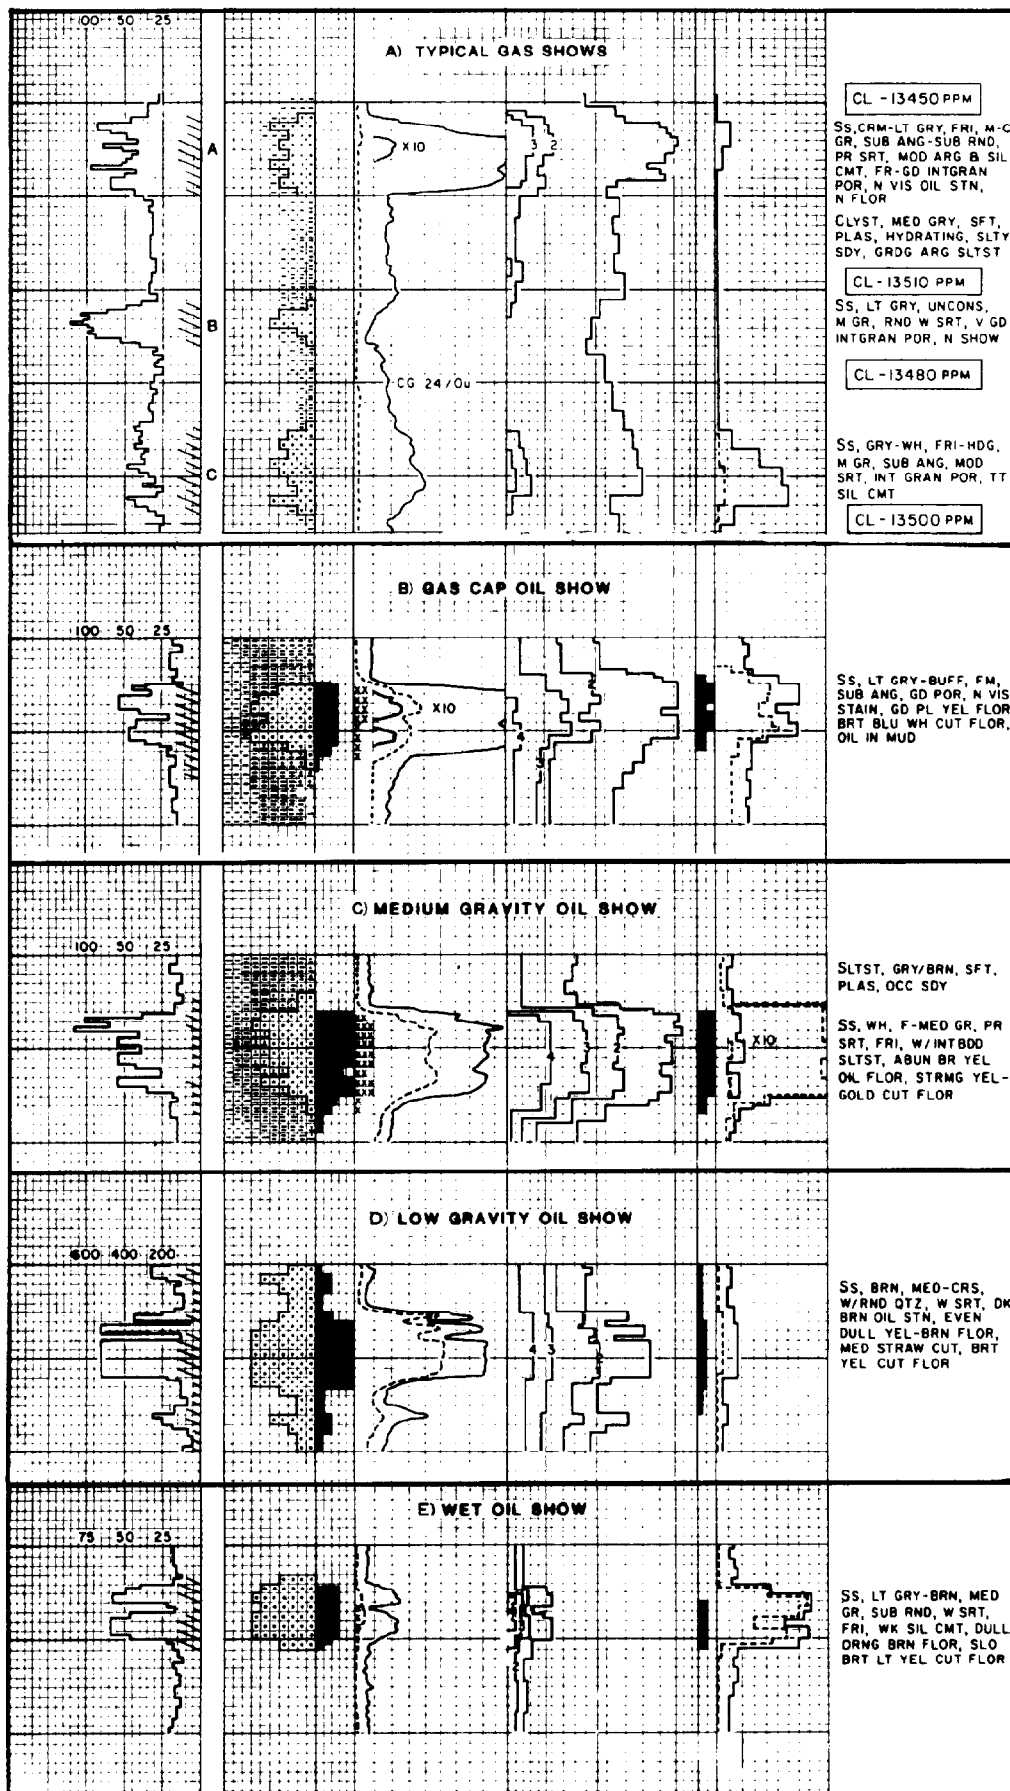 100 50 25
A) TYPICAL GAS SHOWS
CL -13450 PPM
SS, CRM-LT GRY, FRI, M-C
GR, SUB ANG-SUB RND,
PR SRT, MOD ARG & SIL
CMT, FR-GD INTGRAN
POR, N VIS OIL STN,
N FLOR
A
X10
3 2
CLYST, MED GRY, SFT,
PLAS, HYDRATING, SLTY
SDY, GRDG ARG SLTST
CL -13510 PPM
SS, LT GRY, UNCONS,
M GR, RND W SRT, V GD
INTGRAN POR, N SHOW
B
CL -13480 PPM
CG 24/0u
SS, GRY-WH, FRI-HDG,
M GR, SUB ANG, MOD
SRT, INT GRAN POR, TT
SIL CMT
C
CL -13500 PPM
B) GAS CAP OIL SHOW
100 50 25
X10
4
2
3
SS, LT GRY-BUFF, FM,
SUB ANG, GD POR, N VIS
STAIN, GD PL YEL FLOR
BRT BLU WH CUT FLOR,
OIL IN MUD
C) MEDIUM GRAVITY OIL SHOW
100 50 25
SLTST, GRY/BRN, SFT,
PLAS, OCC SDY
4 3 2
X10
SS, WH, F-MED GR, PR
SRT, FRI, W/INTBDD
SLTST, ABUN BR YEL
OIL FLOR, STRMG YEL-
GOLD CUT FLOR
D) LOW GRAVITY OIL SHOW
600 400 200
4 3 2
SS, BRN, MED-CRS,
W/RND QTZ, W SRT, DK
BRN OIL STN, EVEN
DULL YEL-BRN FLOR,
MED STRAW CUT, BRT
YEL CUT FLOR
E) WET OIL SHOW
75 50 25
SS, LT GRY-BRN, MED
GR, SUB RND, W SRT,
FRI, WK SIL CMT, DULL
ORNG BRN FLOR, SLO
BRT LT YEL CUT FLOR